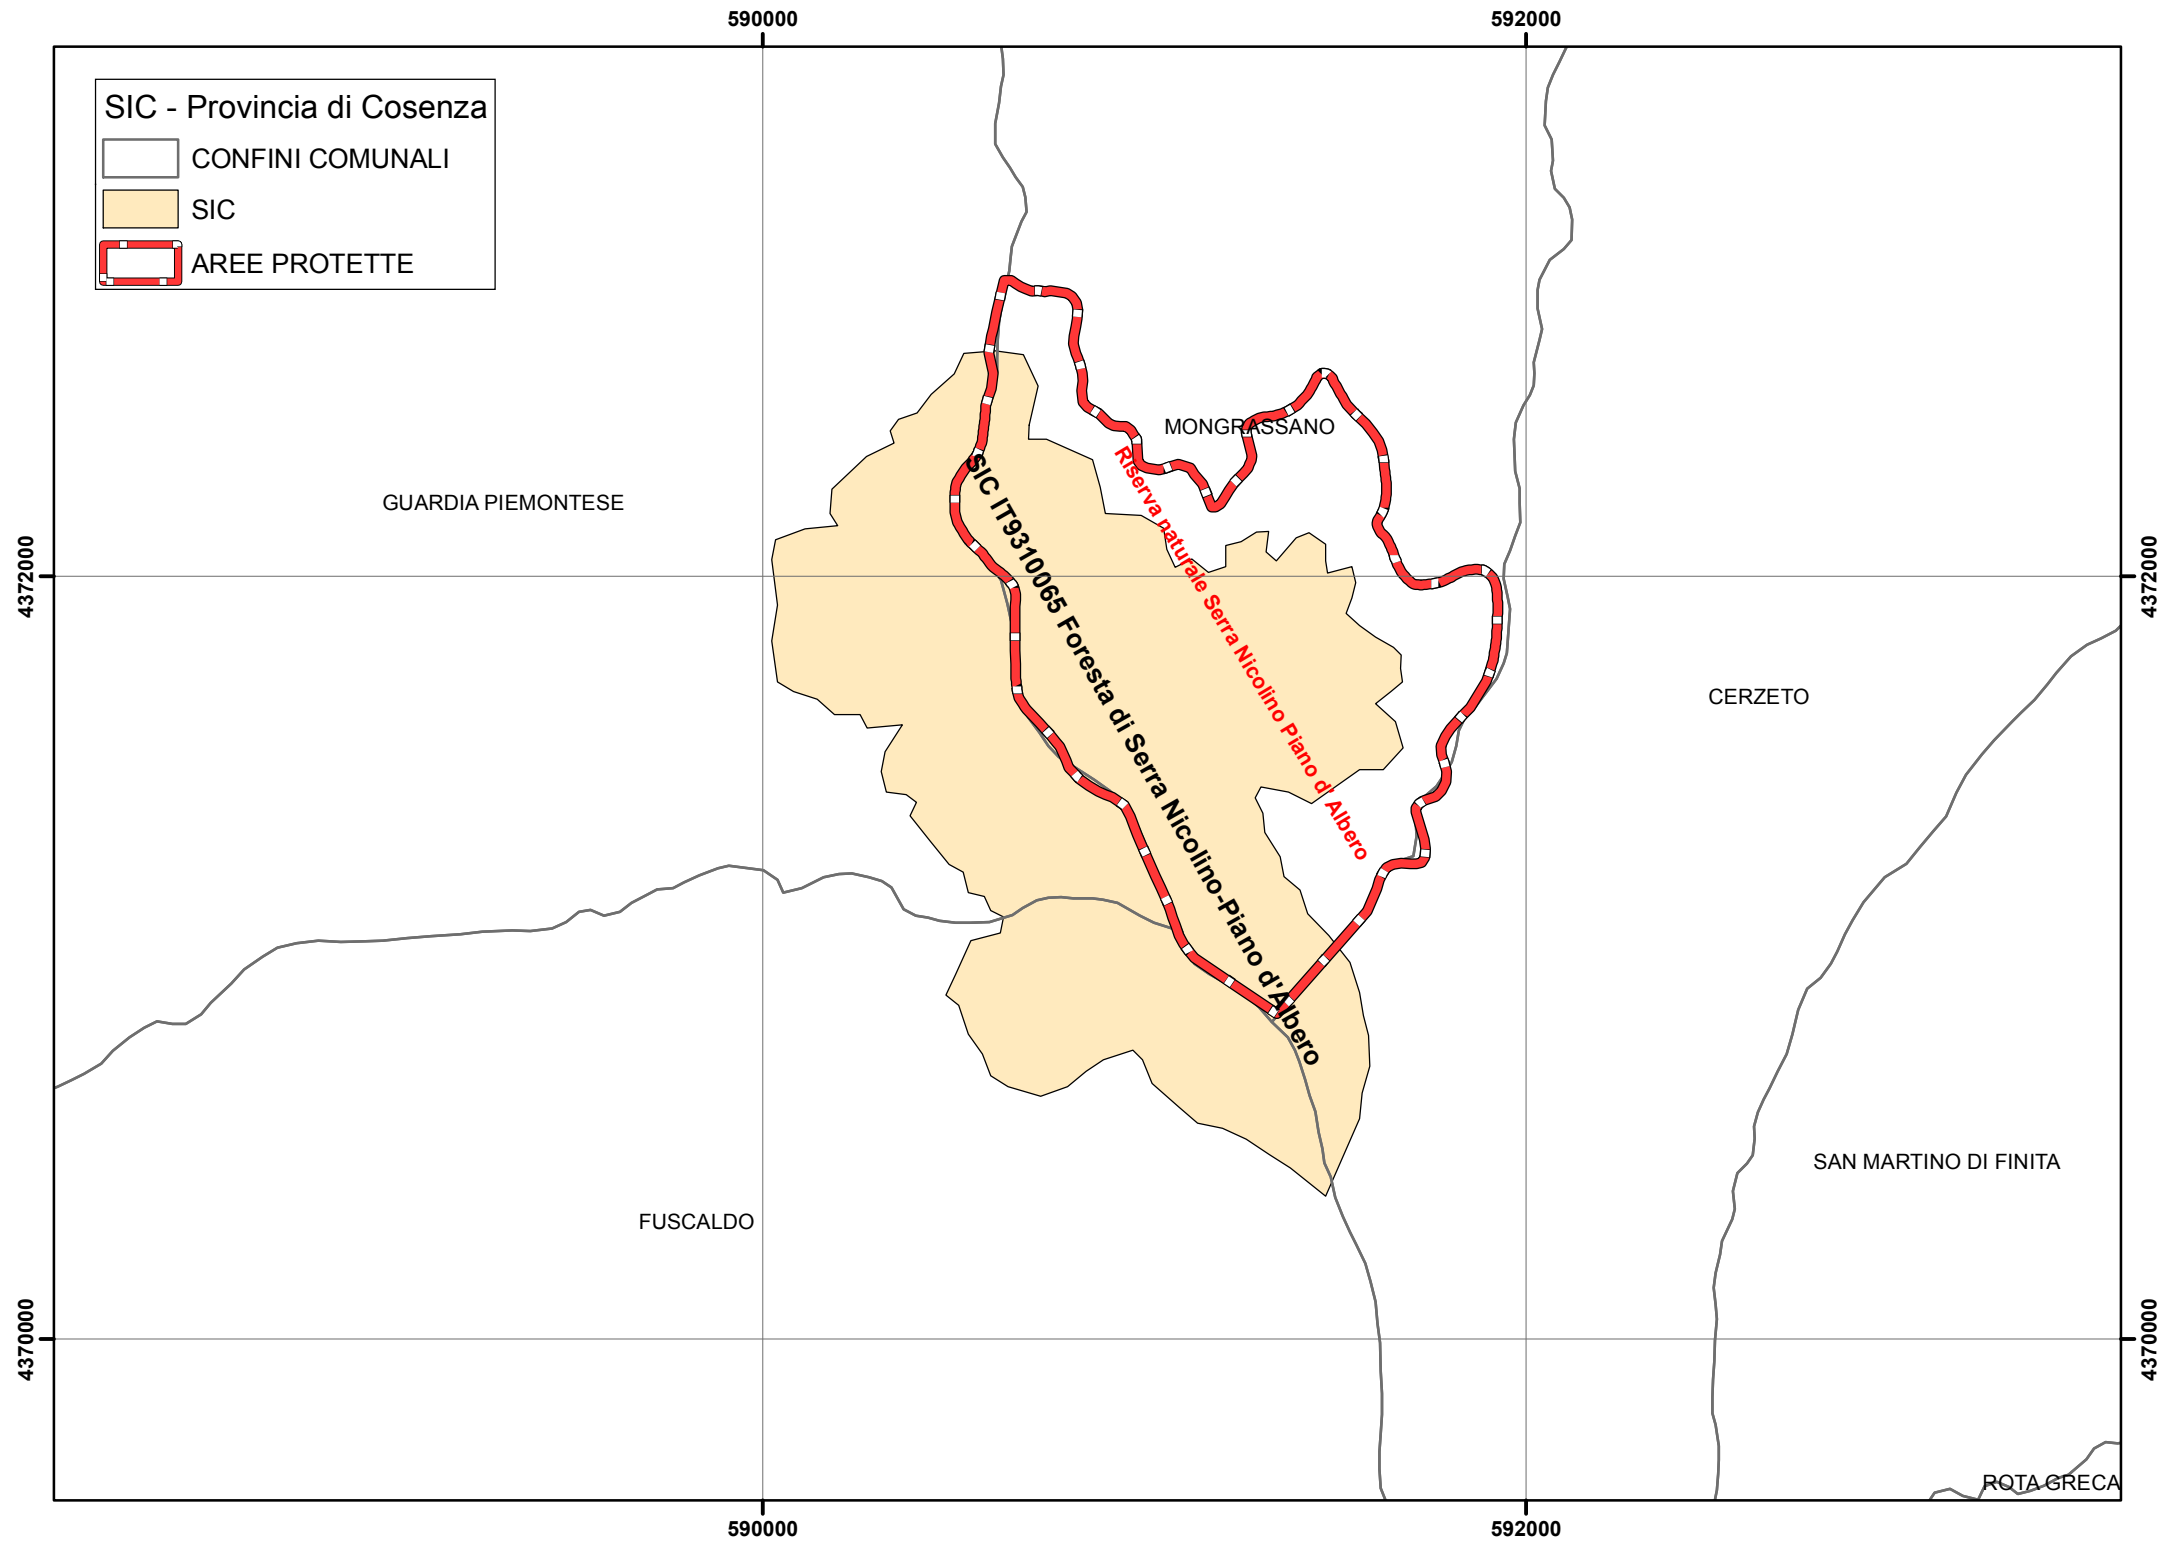 590000
592000
SIC - Provincia di Cosenza
CONFINI COMUNALI
SIC
AREE PROTETTE
MONGRASSANO
GUARDIA PIEMONTESE
SIC IT9310065 Foresta di Serra Nicolino-Piano d'Albero
Riserva naturale Serra Nicolino Piano d' Albero
4372000
4372000
CERZETO
SAN MARTINO DI FINITA
FUSCALDO
4370000
4370000
ROTA GRECA
590000
592000